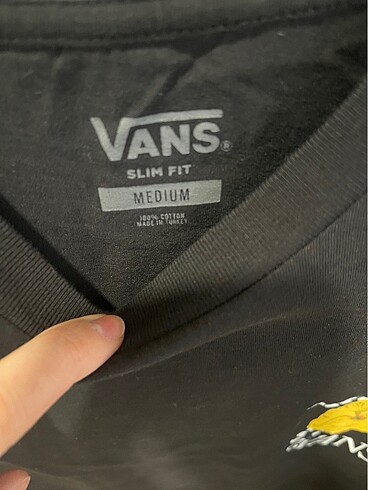 VANS®
SLIM FIT
MEDIUM
100% COTTON
MADE IN TURKEY